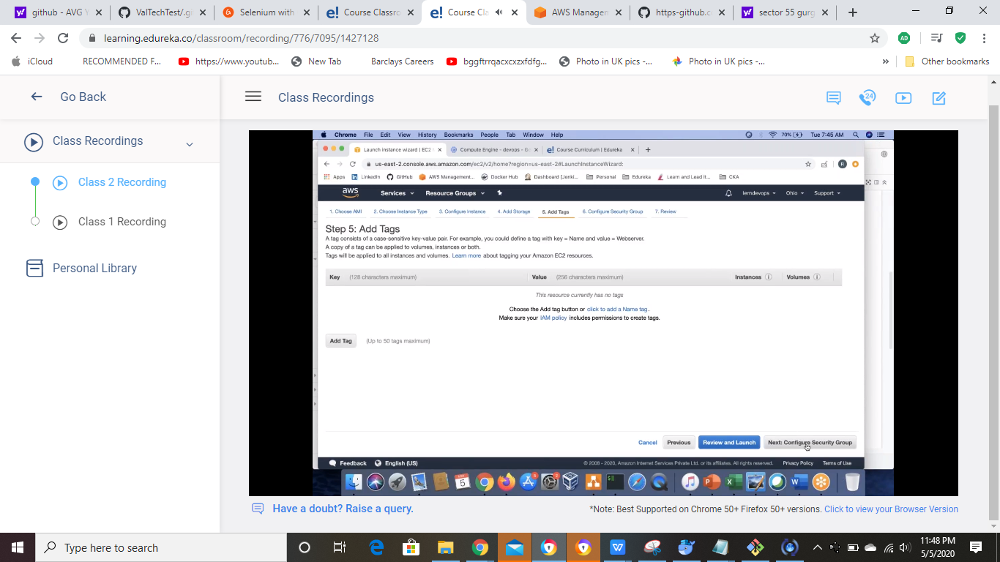 github - AVG Y
ValTechTest/.g
Selenium with
Course Classro
Course Cla
AWS Managen
https-github.c
sector 55 gurg
learning.edureka.co/classroom/recording/776/7095/1427128
iCloud
RECOMMENDED F...
https://www.youtub...
New Tab
Barclays Careers
bggftrrqacxcxzxfdfg...
Photo in UK pics -...
Photo in UK pics -...
»
Other bookmarks
Go Back
Class Recordings
Class Recordings
Class 2 Recording
Class 1 Recording
Personal Library
Chrome File Edit View History Bookmarks People Tab Window Help
70% Tue 7:45 AM
Launch instance wizard | EC2 M
Compute Engine - devops - Go
Course Curriculum | Edureka
us-east-2.console.aws.amazon.com/ec2/v2/home?region=us-east-2#LaunchInstanceWizard:
Apps LinkedIn GitHub AWS Management... Docker Hub Dashboard [Jenki... Personal Edureka Learn and Lead it... CKA
aws Services Resource Groups lerndevops Ohio Support
1. Choose AMI 2. Choose Instance Type 3. Configure Instance 4. Add Storage 5. Add Tags 6. Configure Security Group 7. Review
Step 5: Add Tags
A tag consists of a case-sensitive key-value pair. For example, you could define a tag with key = Name and value = Webserver.
A copy of a tag can be applied to volumes, instances or both.
Tags will be applied to all instances and volumes. Learn more about tagging your Amazon EC2 resources.
Key (128 characters maximum) Value (256 characters maximum) Instances Volumes
This resource currently has no tags
Choose the Add tag button or click to add a Name tag.
Make sure your IAM policy includes permissions to create tags.
Add Tag (Up to 50 tags maximum)
Cancel Previous Review and Launch Next: Configure Security Group
Feedback English (US) © 2008 - 2020, Amazon Internet Services Private Ltd. or its affiliates. All rights reserved. Privacy Policy Terms of Use
Have a doubt? Raise a query.
*Note: Best Supported on Chrome 50+ Firefox 50+ versions. Click to view your Browser Version
Type here to search
11:48 PM
5/5/2020